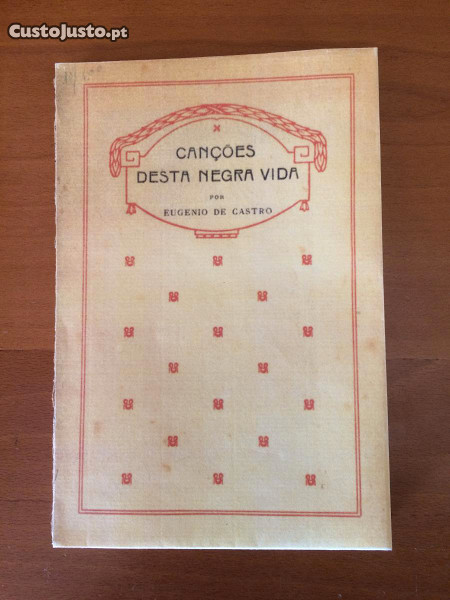 CustoJusto.pt
CANÇÕES
DESTA NEGRA VIDA
POR
EUGENIO DE CASTRO